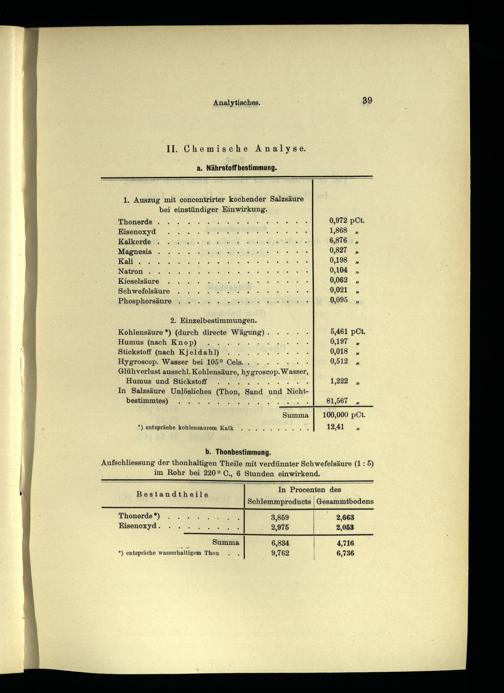 Analytisches. 39
II. Chemische Analyse.
a. Nährstoffbestimmung.
1. Auszug mit concentrirter kochender Salzsäure
bei einstündiger Einwirkung.
Thonerde . . . . . . . . . . . . . . . 0,972 pCt.
Eisenoxyd . . . . . . . . . . . . . . 1,868 „
Kalkerde . . . . . . . . . . . . . . . 6,876 „
Magnesia . . . . . . . . . . . . . . . 0,827 „
Kali . . . . . . . . . . . . . . . . . 0,198 „
Natron . . . . . . . . . . . . . . . . 0,104 „
Kieselsäure . . . . . . . . . . . . . 0,062 „
Schwefelsäure . . . . . . . . . . . . 0,021 „
Phosphorsäure . . . . . . . . . . . . 0,095 „
2. Einzelbestimmungen.
Kohlensäure *) (durch directe Wägung) . . . . . 5,461 pCt.
Humus (nach Knop) . . . . . . . . . . 0,197 „
Stickstoff (nach Kjeldahl) . . . . . . . . 0,018 „
Hygroscop. Wasser bei 105° Cels. . . . . . . . 0,512 „
Glühverlust ausschl. Kohlensäure, hygroscop. Wasser,
Humus und Stickstoff . . . . . . . . . 1,222 „
In Salzsäure Unlösliches (Thon, Sand und Nicht-
bestimmtes) . . . . . . . . . . . . . 81,567 „
Summa 100,000 pCt.
*) entspräche kohlensaurem Kalk . . . . . . . . . . 12,41 „
b. Thonbestimmung.
Aufschliessung der thonhaltigen Theile mit verdünnter Schwefelsäure (1 : 5)
im Rohr bei 220° C., 6 Stunden einwirkend.
Bestandtheile In Procenten des
Schlemmproducts Gesammtbodens
Thonerde *) . . . . . . . . 3,859 2,663
Eisenoxyd . . . . . . . . . 2,975 2,053
Summa 6,834 4,716
*) entspräche wasserhaltigem Thon . . 9,762 6,736